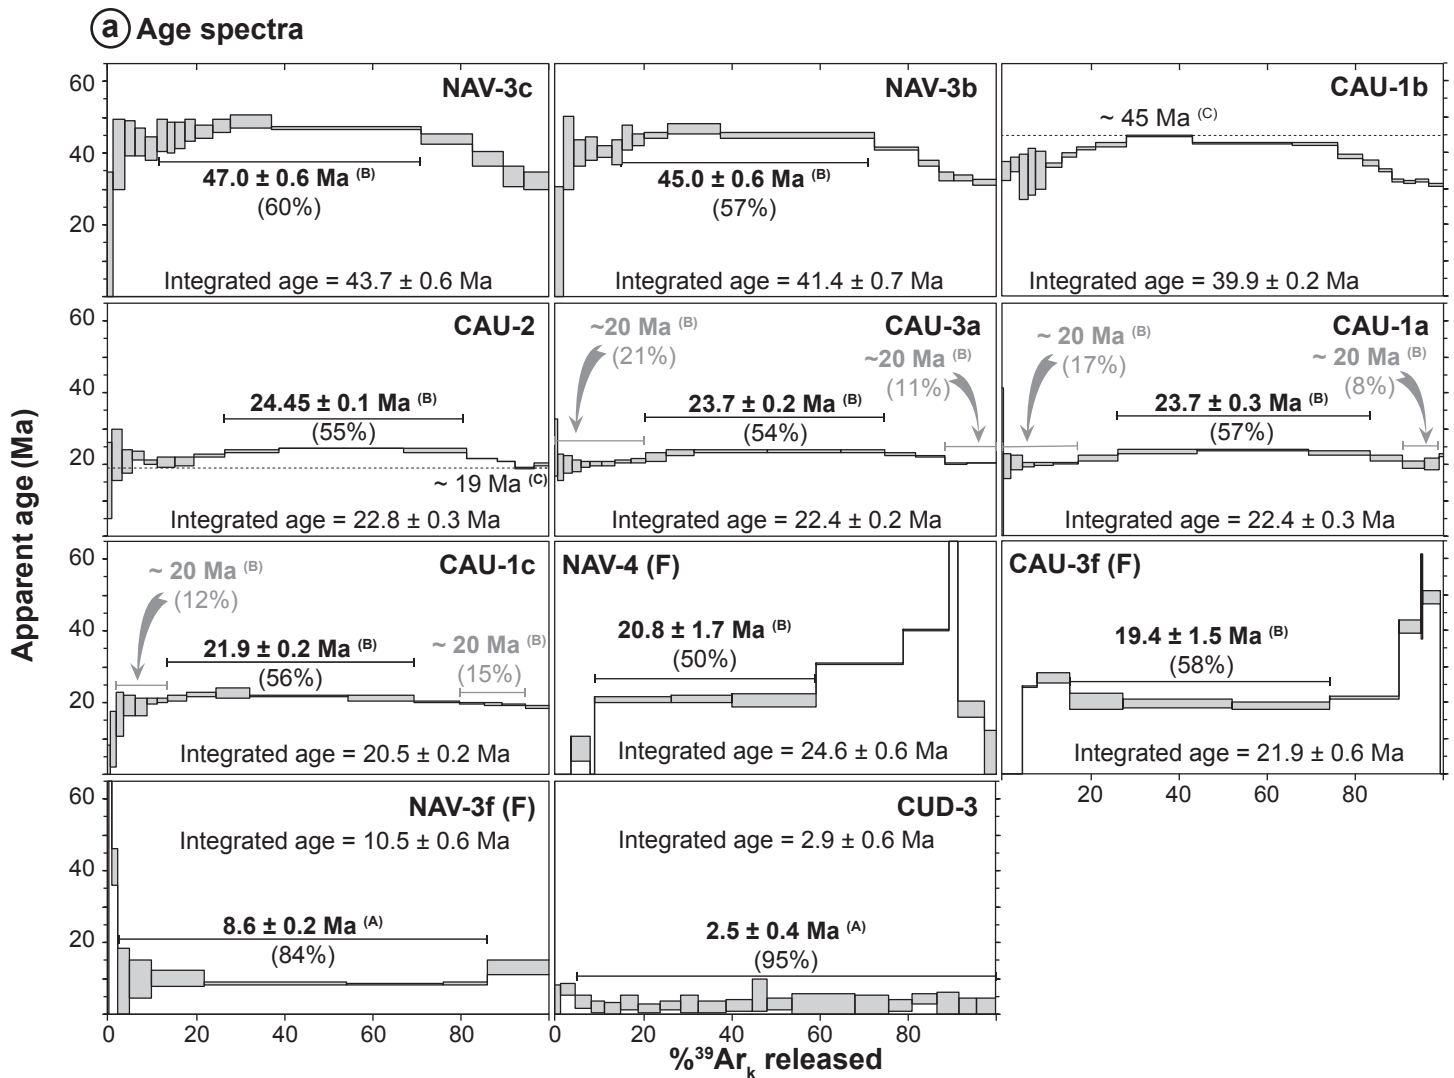 a Age spectra
NAV-3c
47.0 ± 0.6 Ma (B)
(60%)
Integrated age = 43.7 ± 0.6 Ma
NAV-3b
45.0 ± 0.6 Ma (B)
(57%)
Integrated age = 41.4 ± 0.7 Ma
CAU-1b
~ 45 Ma (C)
Integrated age = 39.9 ± 0.2 Ma
60
40
20
CAU-2
24.45 ± 0.1 Ma (B)
(55%)
~ 19 Ma (C)
Integrated age = 22.8 ± 0.3 Ma
CAU-3a
~20 Ma (B)
(21%)
~20 Ma (B)
(11%)
23.7 ± 0.2 Ma (B)
(54%)
Integrated age = 22.4 ± 0.2 Ma
CAU-1a
~ 20 Ma (B)
(17%)
~ 20 Ma (B)
(8%)
23.7 ± 0.3 Ma (B)
(57%)
Integrated age = 22.4 ± 0.3 Ma
60
40
20
Apparent age (Ma)
CAU-1c
~ 20 Ma (B)
(12%)
21.9 ± 0.2 Ma (B)
(56%)
~ 20 Ma (B)
(15%)
Integrated age = 20.5 ± 0.2 Ma
NAV-4 (F)
20.8 ± 1.7 Ma (B)
(50%)
Integrated age = 24.6 ± 0.6 Ma
CAU-3f (F)
19.4 ± 1.5 Ma (B)
(58%)
Integrated age = 21.9 ± 0.6 Ma
60
40
20
20 40 60 80
NAV-3f (F)
Integrated age = 10.5 ± 0.6 Ma
8.6 ± 0.2 Ma (A)
(84%)
CUD-3
Integrated age = 2.9 ± 0.6 Ma
2.5 ± 0.4 Ma (A)
(95%)
60
40
20
0 20 40 60 80
20 40 60 80
%39Ark released